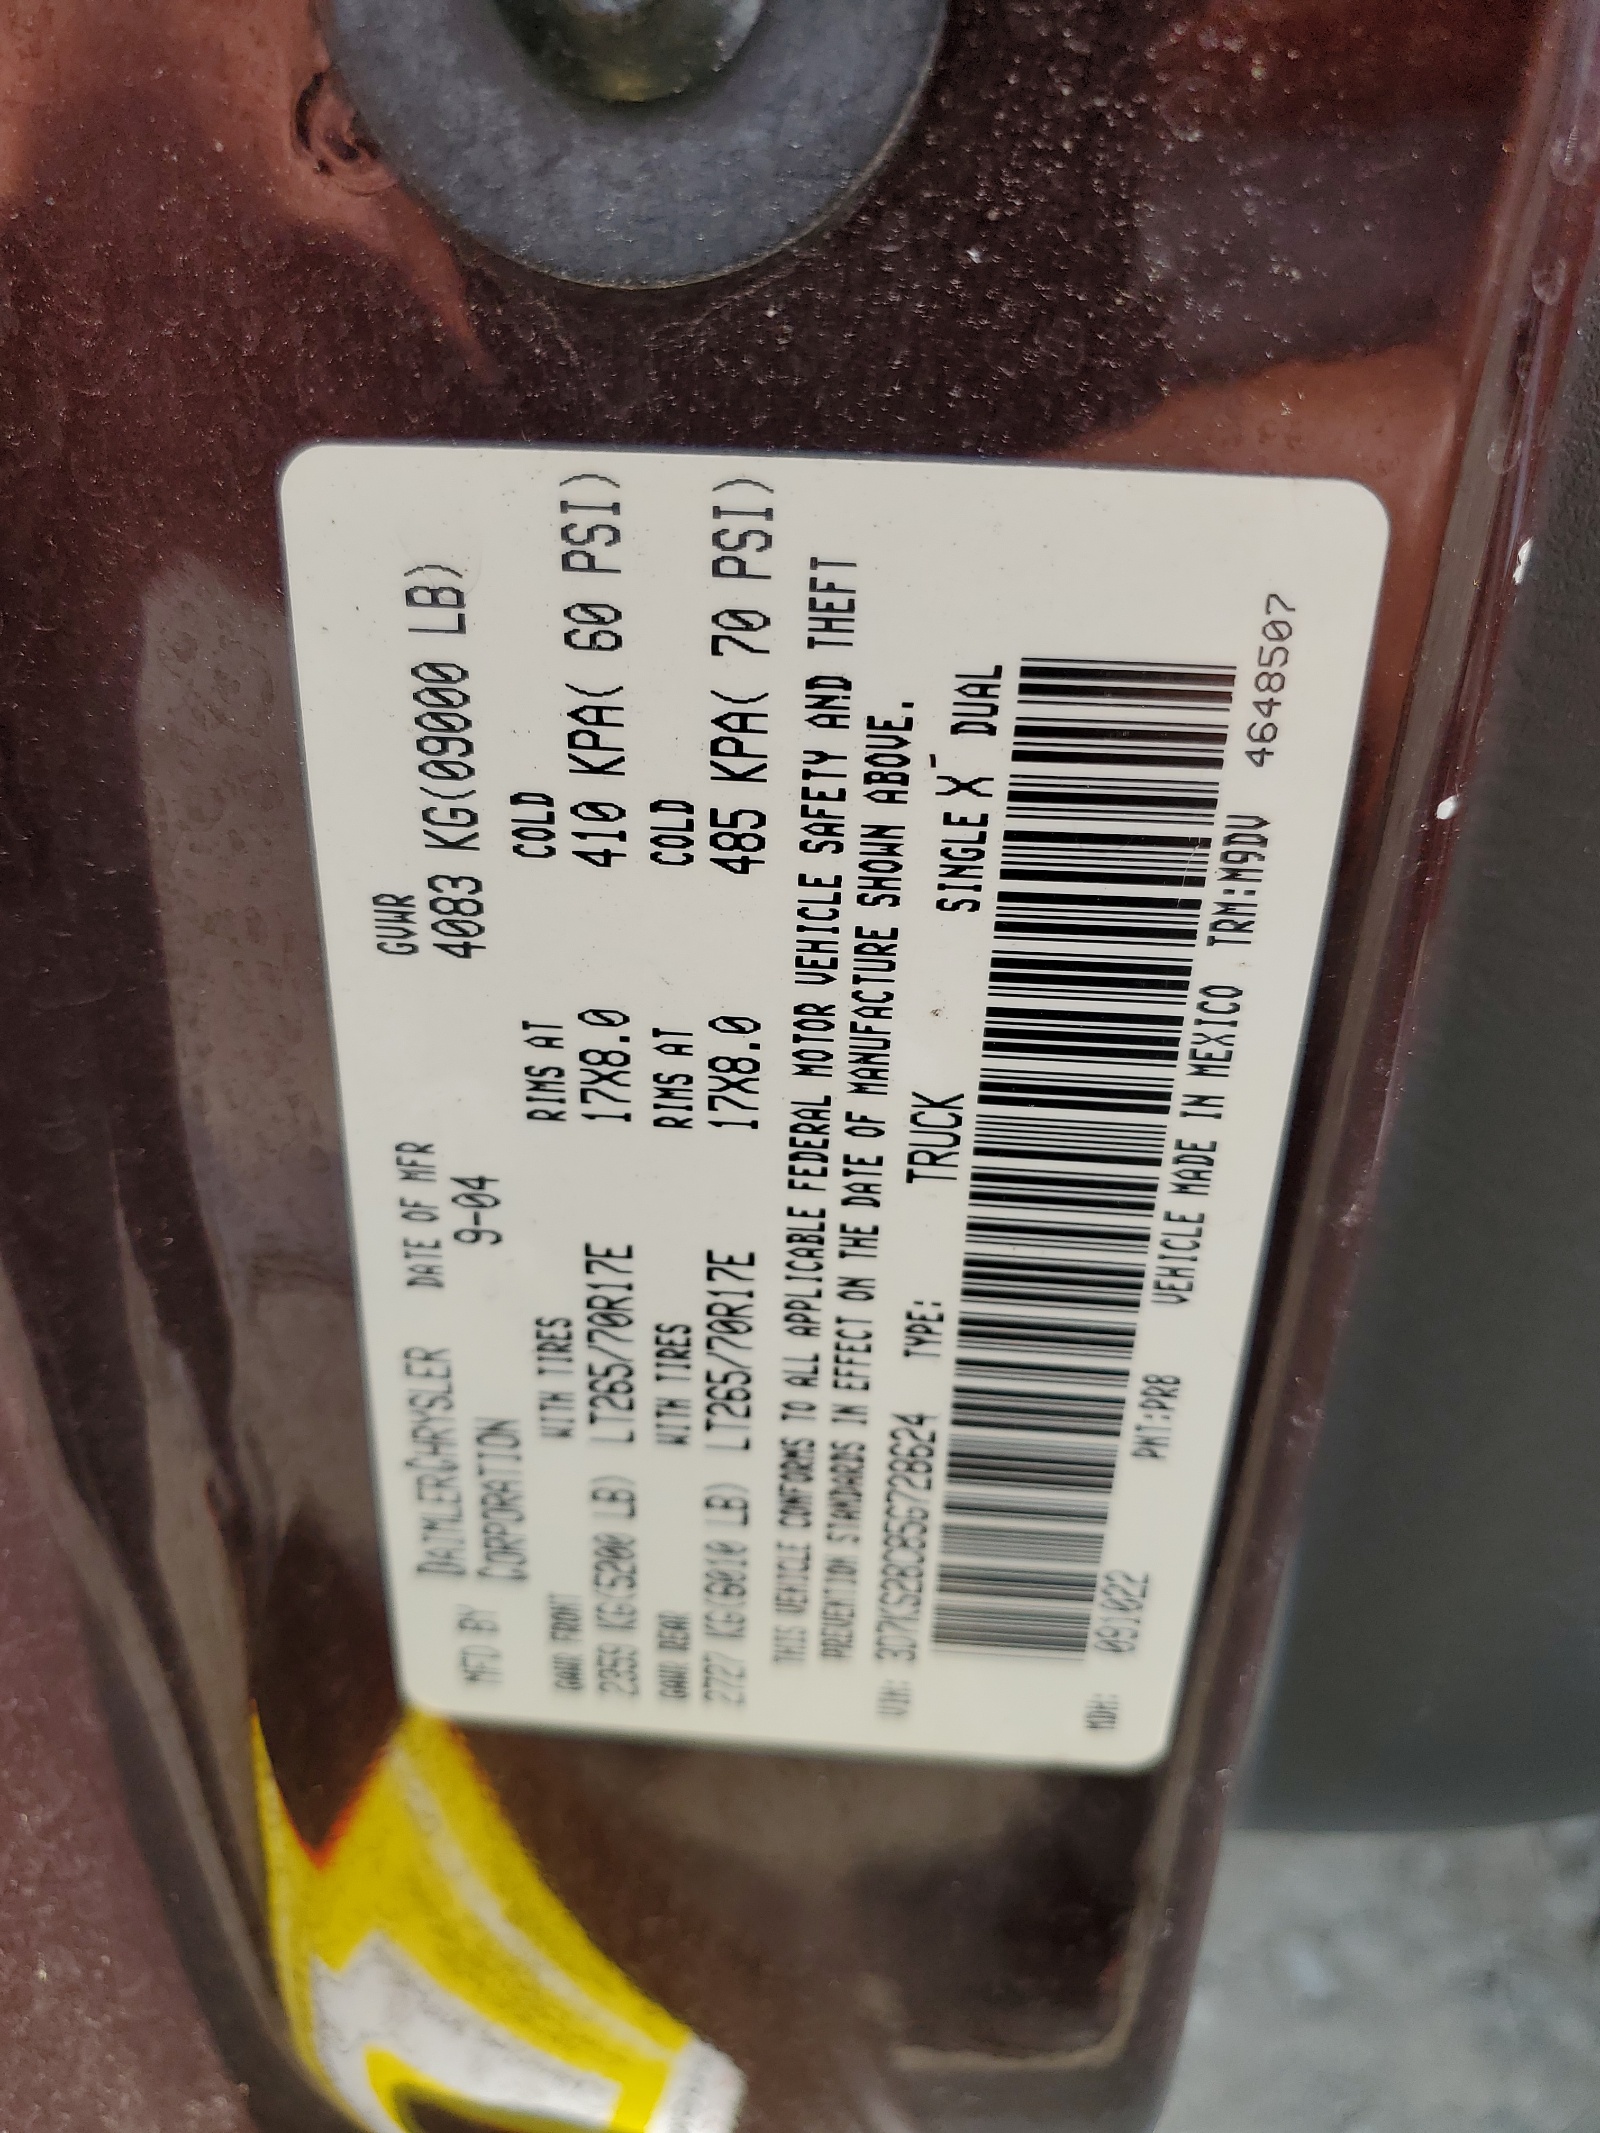 MFD BY DAIMLERCHRYSLER CORPORATION DATE OF MFR 9-04 GVWR 4083 KG(09000 LB)
GAWR FRONT WITH TIRES RIMS AT COLD
2359 KG(5200 LB) LT265/70R17E 17X8.0 410 KPA( 60 PSI)
GAWR REAR WITH TIRES RIMS AT COLD
2727 KG(6010 LB) LT265/70R17E 17X8.0 485 KPA( 70 PSI)
THIS VEHICLE CONFORMS TO ALL APPLICABLE FEDERAL MOTOR VEHICLE SAFETY AND THEFT
PREVENTION STANDARDS IN EFFECT ON THE DATE OF MANUFACTURE SHOWN ABOVE.
VIN: TYPE: TRUCK SINGLE X DUAL
MDH: 091022 PNT:PR8 VEHICLE MADE IN MEXICO TRM:M9DV 4648507